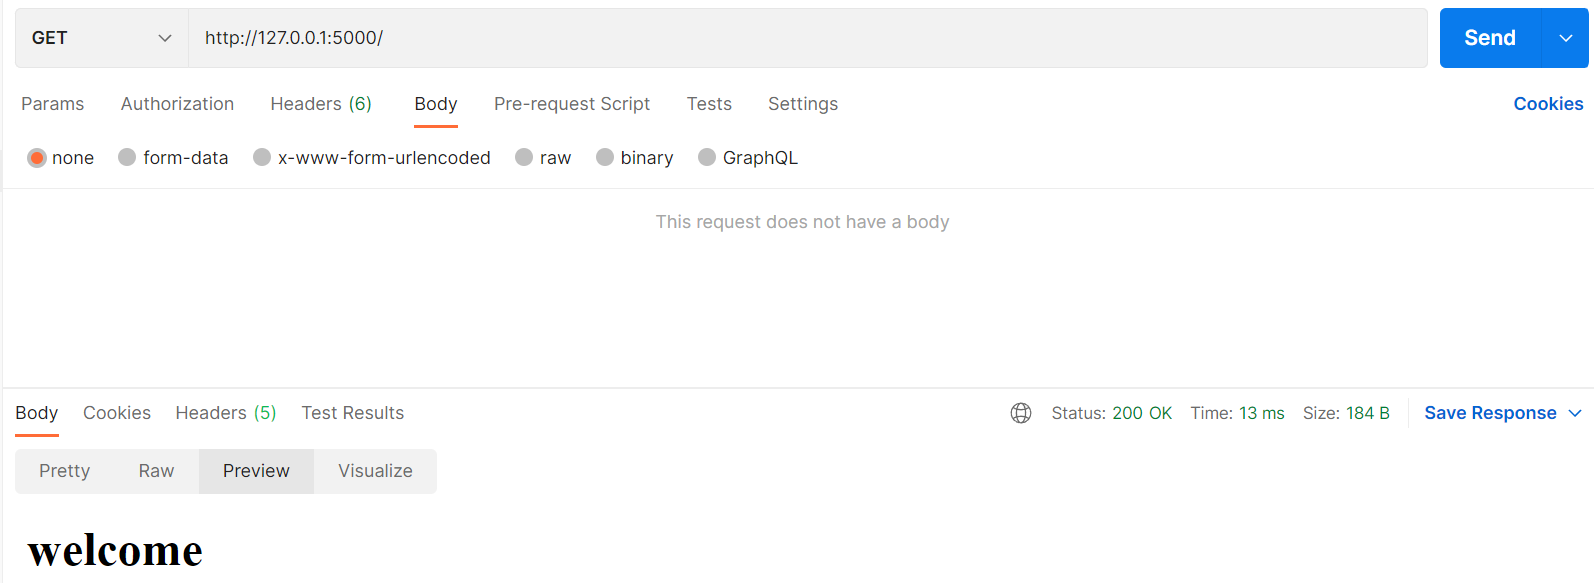 GET http://127.0.0.1:5000/ Send
Params Authorization Headers (6) Body Pre-request Script Tests Settings Cookies
none form-data x-www-form-urlencoded raw binary GraphQL
This request does not have a body
Body Cookies Headers (5) Test Results Status: 200 OK Time: 13 ms Size: 184 B Save Response
Pretty Raw Preview Visualize
welcome